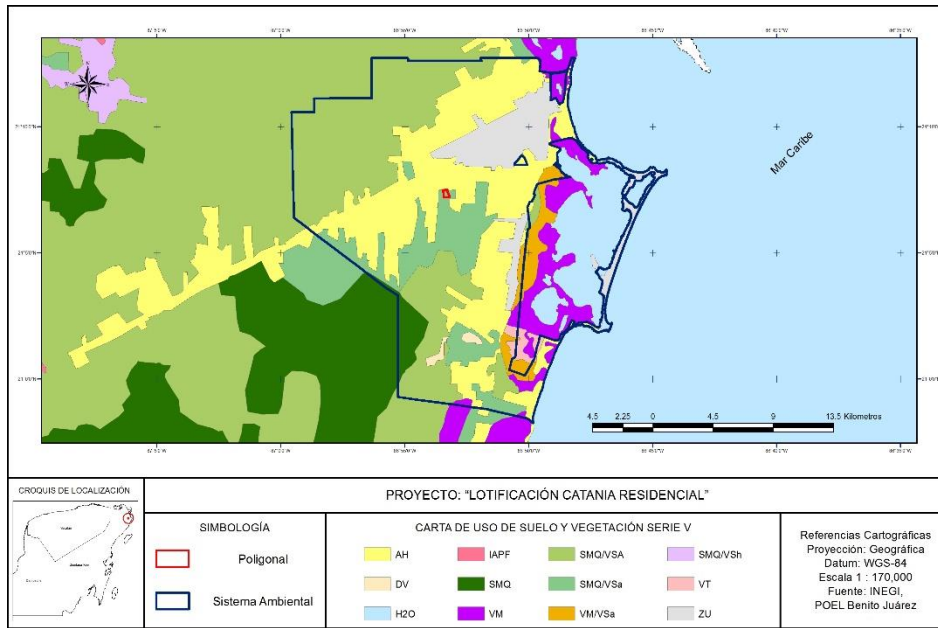 Mar Caribe
4.5 2.25 0 4.5 9 13.5 Kilometros
CROQUIS DE LOCALIZACIÓN
PROYECTO: “LOTIFICACIÓN CATANIA RESIDENCIAL”
SIMBOLOGÍA
Poligonal
Sistema Ambiental
CARTA DE USO DE SUELO Y VEGETACIÓN SERIE V
AH IAPF SMQ/VSA SMQ/VSh
DV SMQ SMQ/VSa VT
H2O VM VM/VSa ZU
Referencias Cartográficas
Proyección: Geográfica
Datum: WGS-84
Escala 1 : 170,000
Fuente: INEGI,
POEL Benito Juárez